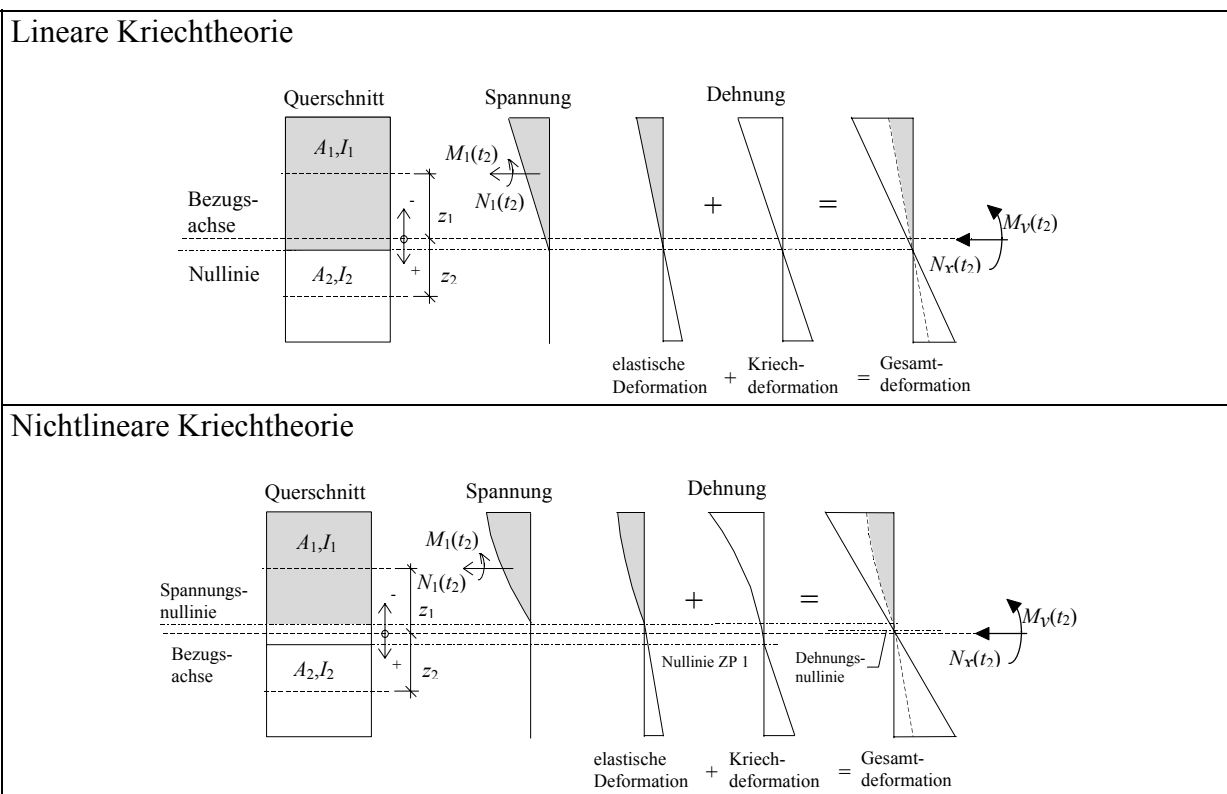 Lineare Kriechtheorie
Querschnitt
Spannung
Dehnung
A1,I1
M1(t2)
N1(t2)
Bezugs-
achse
-
z1
+
=
MV(t2)
Nullinie
A2,I2
+
z2
NX(t2)
elastische
Deformation
+
Kriech-
deformation
=
Gesamt-
deformation
Nichtlineare Kriechtheorie
Querschnitt
Spannung
Dehnung
A1,I1
M1(t2)
N1(t2)
Spannungs-
nullinie
-
z1
+
=
MV(t2)
Bezugs-
achse
A2,I2
+
z2
Nullinie ZP 1
Dehnungs-
nullinie
NX(t2)
elastische
Deformation
+
Kriech-
deformation
=
Gesamt-
deformation